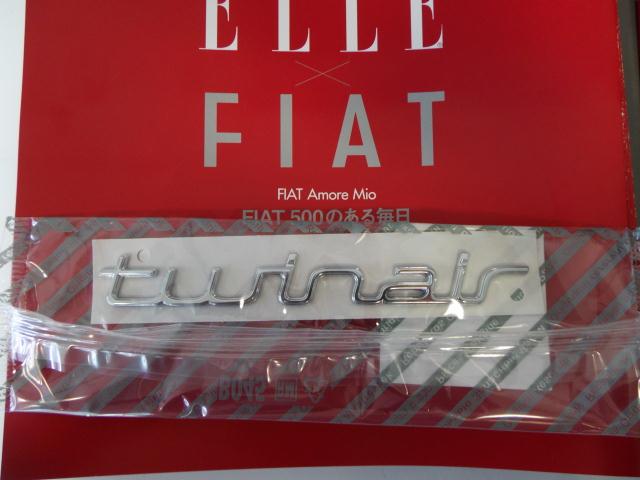 ELLE
×
FIAT
FIAT Amore Mio
FIAT 500のある毎日
twinair